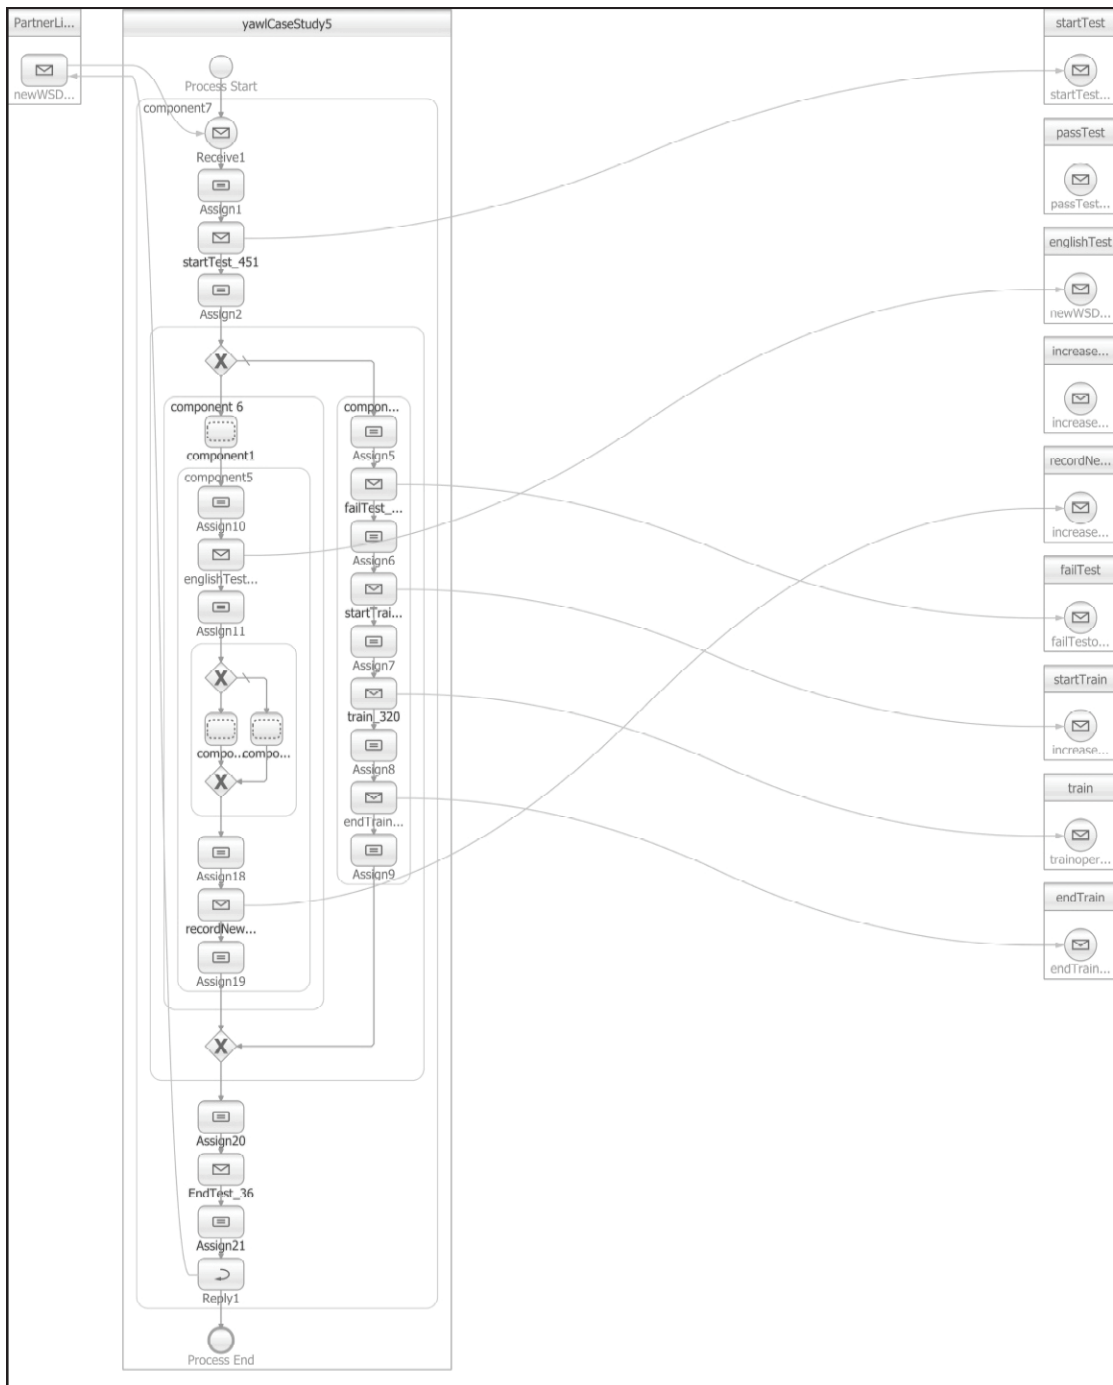 PartnerLi...
newWSD...
yawlCaseStudy5
Process Start
component7
Receive1
Assign1
startTest_451
Assign2
X
component 6
component1
component5
Assign10
englishTest...
Assign11
X
compo...
compo...
X
Assign18
recordNew...
Assign19
compon...
Assign5
failTest_...
Assign6
startTrai...
Assign7
train_320
Assign8
endTrain...
Assign9
X
Assign20
EndTest_36
Assign21
Reply1
Process End
startTest
startTest...
passTest
passTest...
englishTest
newWSD...
increase...
increase...
recordNe...
increase...
failTest
failTesto...
startTrain
increase...
train
trainoper...
endTrain
endTrain...